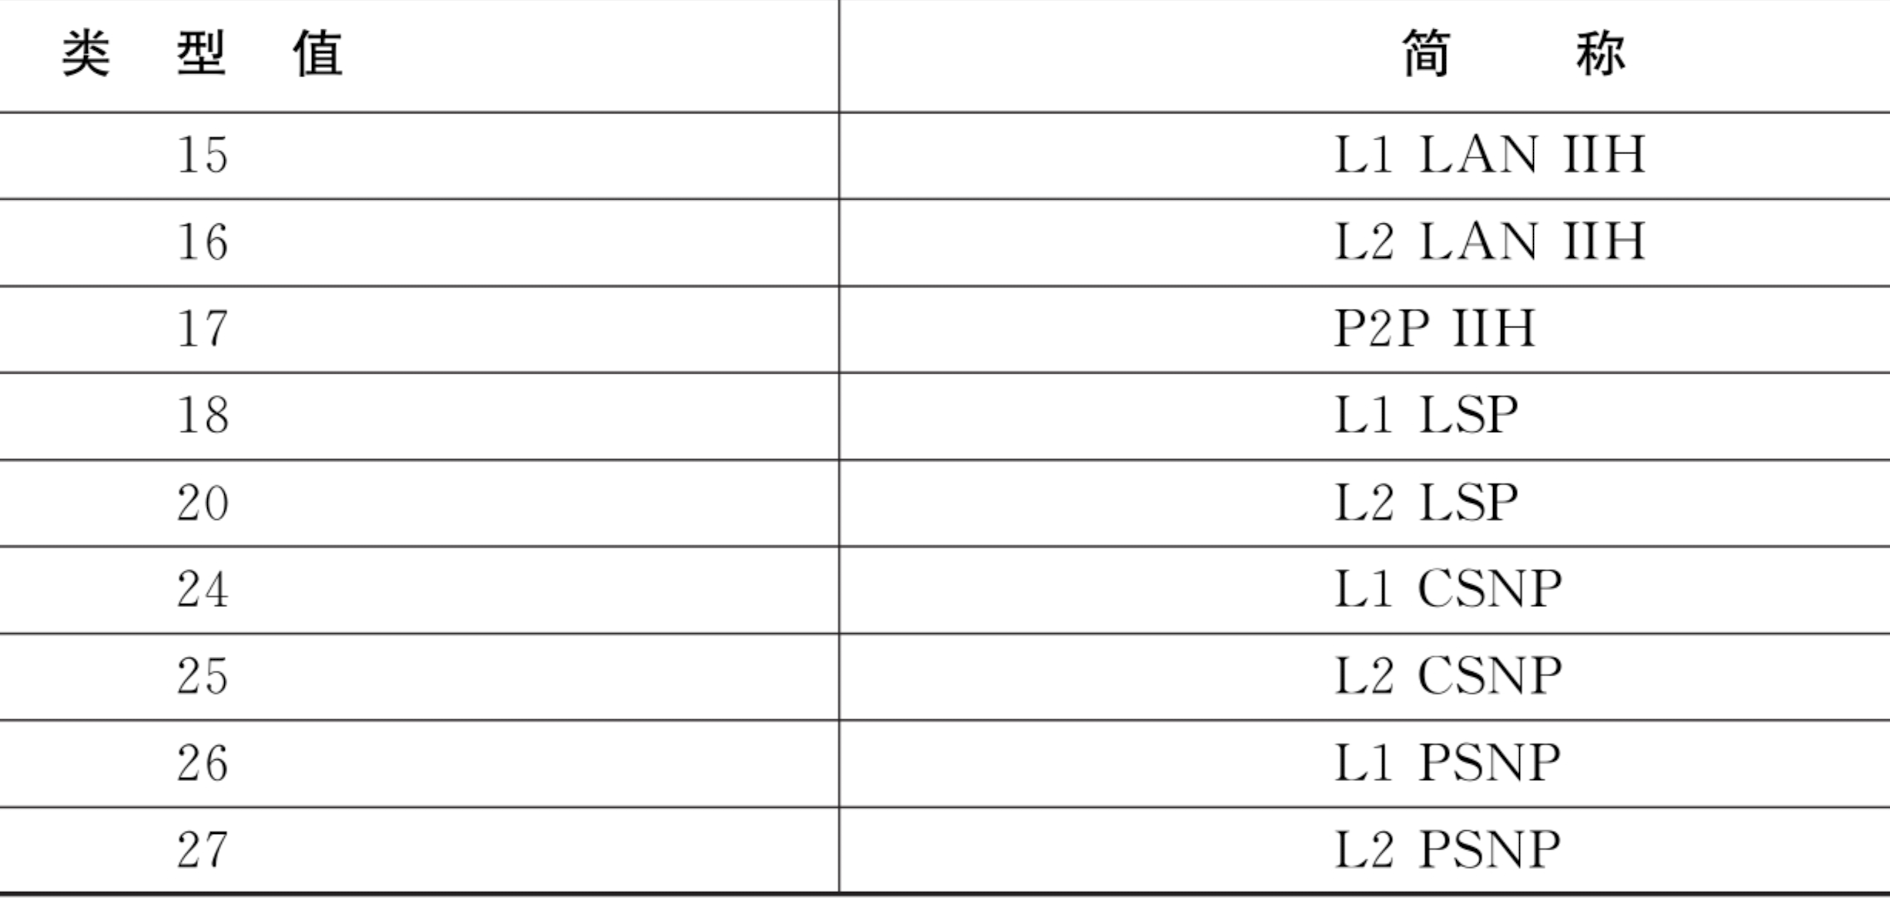 类 型 值 简 称
15 L1 LAN IIH
16 L2 LAN IIH
17 P2P IIH
18 L1 LSP
20 L2 LSP
24 L1 CSNP
25 L2 CSNP
26 L1 PSNP
27 L2 PSNP